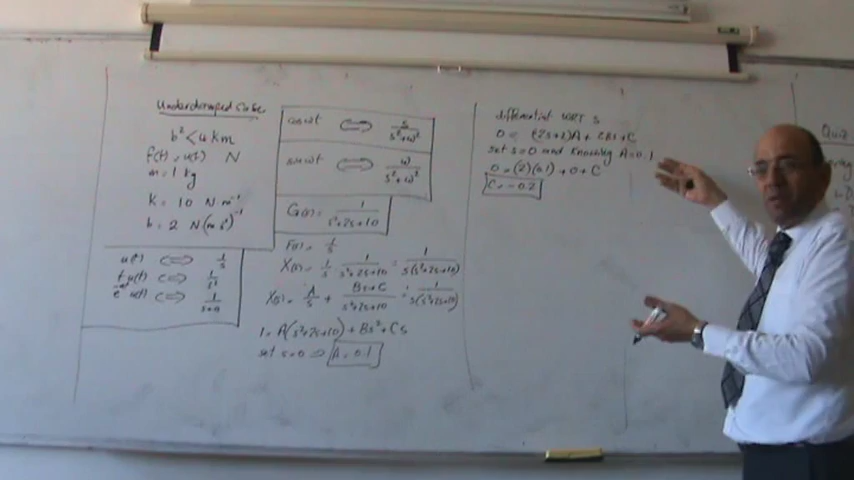 Underdamped Case
b² < 4km
f(t) = u(t) N
m = 1 kg
k = 10 N m⁻¹
b = 2 N(m s⁻¹)⁻¹
u(t) ⇔ 1/s
t u(t) ⇔ 1/s²
e⁻ᵃᵗ u(t) ⇔ 1/(s+a)
cos ωt ⇔ s/(s²+ω²)
sin ωt ⇔ ω/(s²+ω²)
G(s) = 1/(s²+2s+10)
F(s) = 1/s
X(s) = 1/s 1/(s²+2s+10) = 1/(s(s²+2s+10))
X(s) = A/s + (Bs+C)/(s²+2s+10) = 1/(s(s²+2s+10))
1 = A(s²+2s+10) + Bs² + Cs
set s=0 ⇒ A = 0.1
differential WRT s
0 = (2s+2)A + 2Bs + C
set s=0 and knowing A=0.1
0 = (2)(0.1) + 0 + C
C = -0.2
Quiz